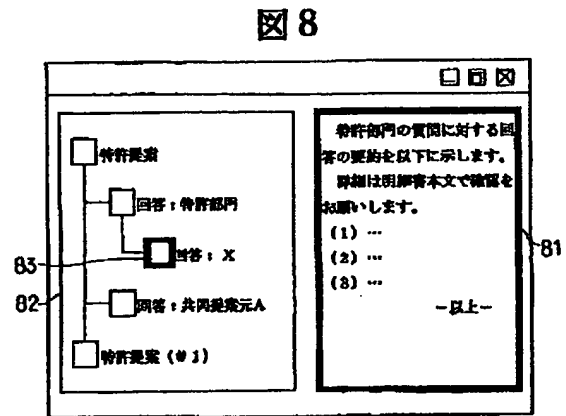 図8
特許提案
回答：特許部門
回答：X
回答：共同提案元A
特許提案（#1）
83
82
特許部門の質問に対する回
答の要約を以下に示します。
詳細は明細書本文で確認を
お願いします。
(1) …
(2) …
(3) …
－以上－
81